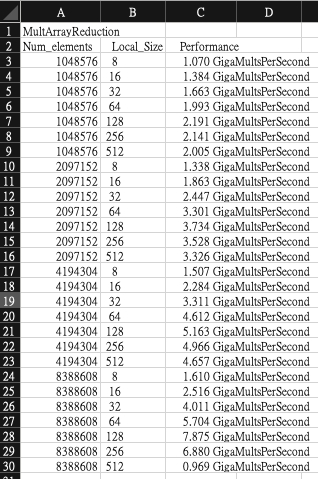 A B C D
1 MultArrayReduction
2 Num_elements Local_Size Performance
3 1048576 8 1.070 GigaMultsPerSecond
4 1048576 16 1.384 GigaMultsPerSecond
5 1048576 32 1.663 GigaMultsPerSecond
6 1048576 64 1.993 GigaMultsPerSecond
7 1048576 128 2.191 GigaMultsPerSecond
8 1048576 256 2.141 GigaMultsPerSecond
9 1048576 512 2.005 GigaMultsPerSecond
10 2097152 8 1.338 GigaMultsPerSecond
11 2097152 16 1.863 GigaMultsPerSecond
12 2097152 32 2.447 GigaMultsPerSecond
13 2097152 64 3.301 GigaMultsPerSecond
14 2097152 128 3.734 GigaMultsPerSecond
15 2097152 256 3.528 GigaMultsPerSecond
16 2097152 512 3.326 GigaMultsPerSecond
17 4194304 8 1.507 GigaMultsPerSecond
18 4194304 16 2.284 GigaMultsPerSecond
19 4194304 32 3.311 GigaMultsPerSecond
20 4194304 64 4.612 GigaMultsPerSecond
21 4194304 128 5.163 GigaMultsPerSecond
22 4194304 256 4.966 GigaMultsPerSecond
23 4194304 512 4.657 GigaMultsPerSecond
24 8388608 8 1.610 GigaMultsPerSecond
25 8388608 16 2.516 GigaMultsPerSecond
26 8388608 32 4.011 GigaMultsPerSecond
27 8388608 64 5.704 GigaMultsPerSecond
28 8388608 128 7.875 GigaMultsPerSecond
29 8388608 256 6.880 GigaMultsPerSecond
30 8388608 512 0.969 GigaMultsPerSecond